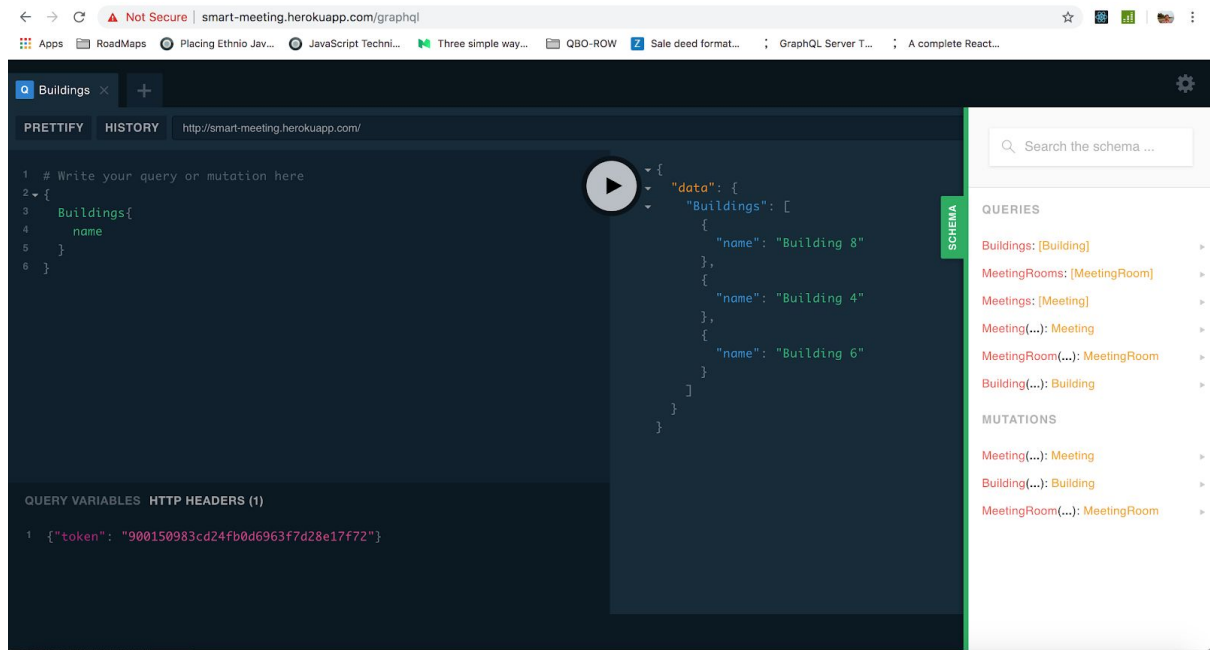 Not Secure | smart-meeting.herokuapp.com/graphql
Apps RoadMaps Placing Ethnio Jav... JavaScript Techni... Three simple way... QBO-ROW Z Sale deed format... ; GraphQL Server T... ; A complete React...
Q Buildings × +
PRETTIFY HISTORY http://smart-meeting.herokuapp.com/
1 # Write your query or mutation here
2 {
3 Buildings{
4 name
5 }
6 }
QUERY VARIABLES HTTP HEADERS (1)
1 {"token": "900150983cd24fb0d6963f7d28e17f72"}
{
"data": {
"Buildings": [
{
"name": "Building 8"
},
{
"name": "Building 4"
},
{
"name": "Building 6"
}
]
}
}
SCHEMA
Search the schema ...
QUERIES
Buildings: [Building]
MeetingRooms: [MeetingRoom]
Meetings: [Meeting]
Meeting(...): Meeting
MeetingRoom(...): MeetingRoom
Building(...): Building
MUTATIONS
Meeting(...): Meeting
Building(...): Building
MeetingRoom(...): MeetingRoom